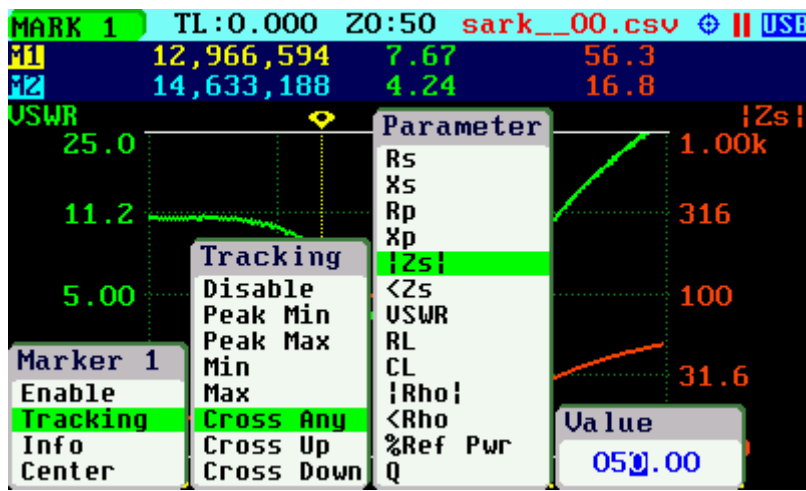 MARK 1 TL:0.000 Z0:50 sark__00.csv USB
M1 12,966,594 7.67 56.3
M2 14,633,188 4.24 16.8
VSWR |Zs|
25.0 1.00k
11.2 316
5.00 100
31.6
Marker 1
Enable
Tracking
Info
Center
Tracking
Disable
Peak Min
Peak Max
Min
Max
Cross Any
Cross Up
Cross Down
Parameter
Rs
Xs
Rp
Xp
|Zs|
<Zs
VSWR
RL
CL
|Rho|
<Rho
%Ref Pwr
Q
Value
050.00